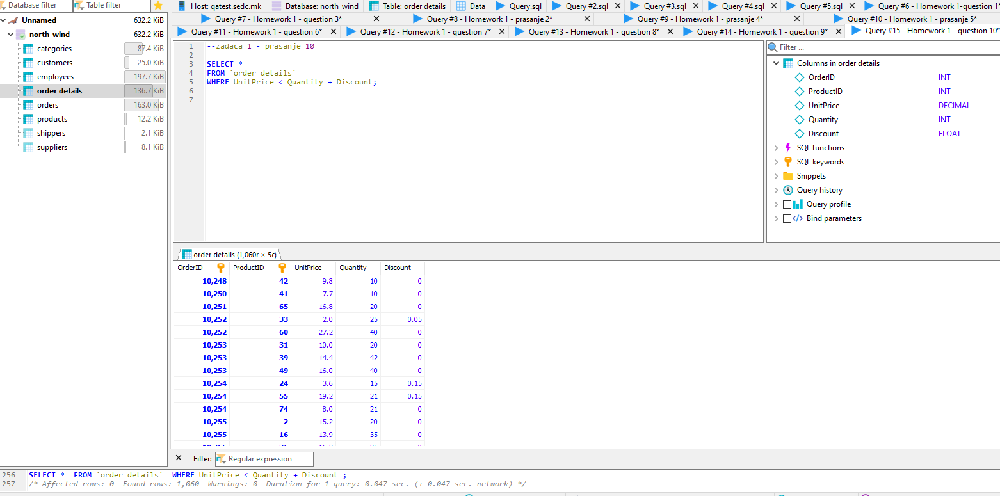 Database filter
Table filter
Host: qatest.sedc.mk
Database: north_wind
Table: order details
Data
Query.sql
Query #2.sql
Query #3.sql
Query #4.sql
Query #5.sql
Query #6 - Homework 1-question 1*
Query #7 - Homework 1 - question 3*
Query #8 - Homework 1 - prasanje 2*
Query #9 - Homework 1 - prasanje 4*
Query #10 - Homework 1 - prasanje 5*
Query #11 - Homework 1 - question 6*
Query #12 - Homework 1 - question 7*
Query #13 - Homework 1 - question 8*
Query #14 - Homework 1 - question 9*
Query #15 - Homework 1 - question 10*
Unnamed 632.2 KiB
north_wind 632.2 KiB
categories 87.4 KiB
customers 25.0 KiB
employees 197.7 KiB
order details 136.7 KiB
orders 163.0 KiB
products 12.2 KiB
shippers 2.1 KiB
suppliers 8.1 KiB
1 --zadaca 1 - prasanje 10
2
3 SELECT *
4 FROM `order details`
5 WHERE UnitPrice < Quantity + Discount;
6
7
Filter ...
Columns in order details
OrderID INT
ProductID INT
UnitPrice DECIMAL
Quantity INT
Discount FLOAT
SQL functions
SQL keywords
Snippets
Query history
Query profile
Bind parameters
order details (1,060r × 5c)
OrderID ProductID UnitPrice Quantity Discount
10,248 42 9.8 10 0
10,250 41 7.7 10 0
10,251 65 16.8 20 0
10,252 33 2.0 25 0.05
10,252 60 27.2 40 0
10,253 31 10.0 20 0
10,253 39 14.4 42 0
10,253 49 16.0 40 0
10,254 24 3.6 15 0.15
10,254 55 19.2 21 0.15
10,254 74 8.0 21 0
10,255 2 15.2 20 0
10,255 16 13.9 35 0
Filter: Regular expression
256 SELECT *  FROM `order details`  WHERE UnitPrice < Quantity + Discount ;
257 /* Affected rows: 0  Found rows: 1,060  Warnings: 0  Duration for 1 query: 0.047 sec. (+ 0.047 sec. network) */